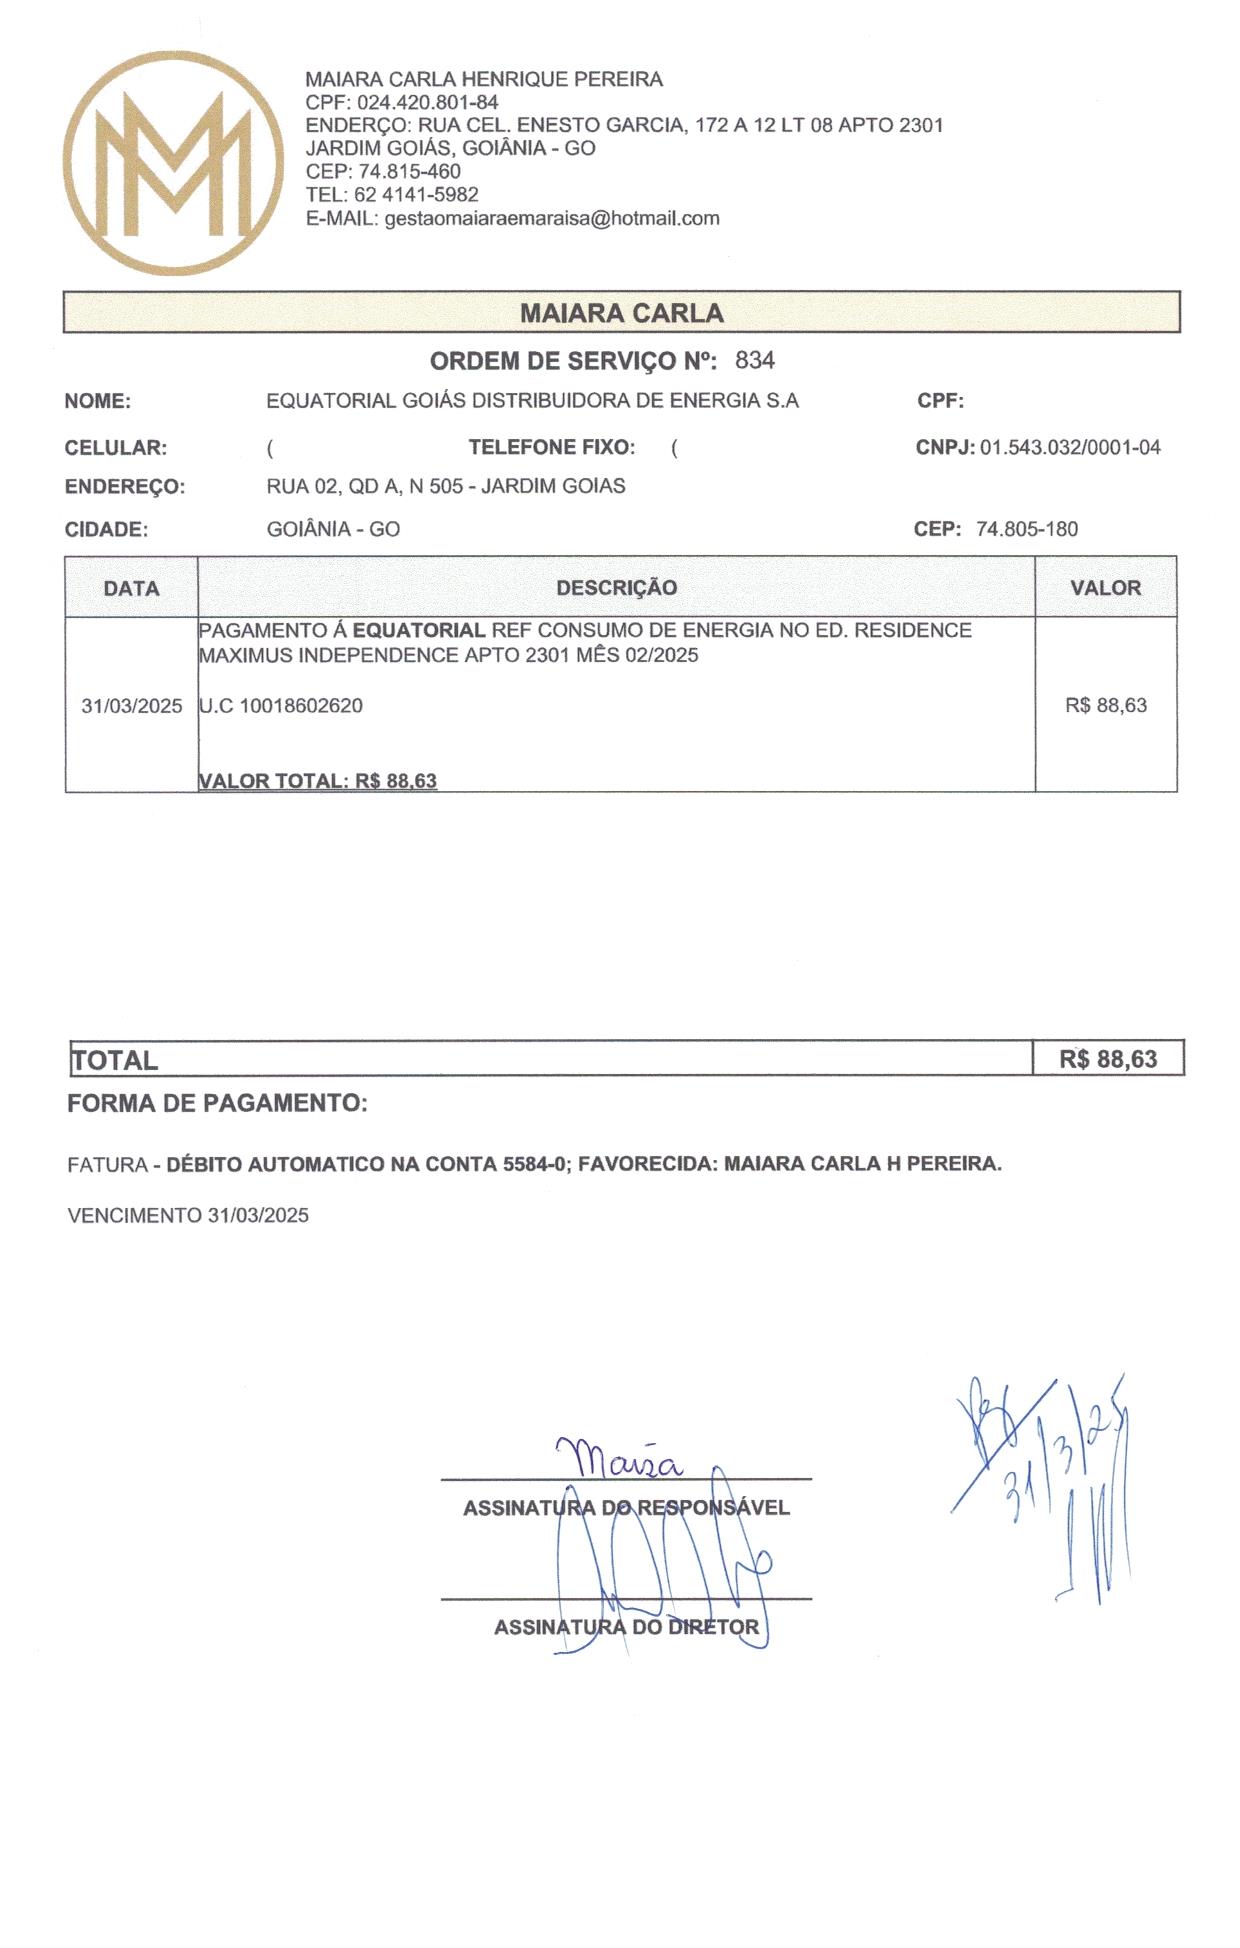 MAIARA CARLA HENRIQUE PEREIRA
CPF: 024.420.801-84
ENDERÇO: RUA CEL. ENESTO GARCIA, 172 A 12 LT 08 APTO 2301
JARDIM GOIÁS, GOIÂNIA - GO
CEP: 74.815-460
TEL: 62 4141-5982
E-MAIL: gestaomaiaraemaraisa@hotmail.com
MAIARA CARLA
ORDEM DE SERVIÇO Nº: 834
NOME: EQUATORIAL GOIÁS DISTRIBUIDORA DE ENERGIA S.A CPF:
CELULAR: ( TELEFONE FIXO: ( CNPJ: 01.543.032/0001-04
ENDEREÇO: RUA 02, QD A, N 505 - JARDIM GOIAS
CIDADE: GOIÂNIA - GO CEP: 74.805-180
DATA DESCRIÇÃO VALOR
PAGAMENTO Á EQUATORIAL REF CONSUMO DE ENERGIA NO ED. RESIDENCE
MAXIMUS INDEPENDENCE APTO 2301 MÊS 02/2025
31/03/2025 U.C 10018602620 R$ 88,63
VALOR TOTAL: R$ 88,63
TOTAL R$ 88,63
FORMA DE PAGAMENTO:
FATURA - DÉBITO AUTOMATICO NA CONTA 5584-0; FAVORECIDA: MAIARA CARLA H PEREIRA.
VENCIMENTO 31/03/2025
31/3/25
ASSINATURA DO RESPONSÁVEL
ASSINATURA DO DIRETOR